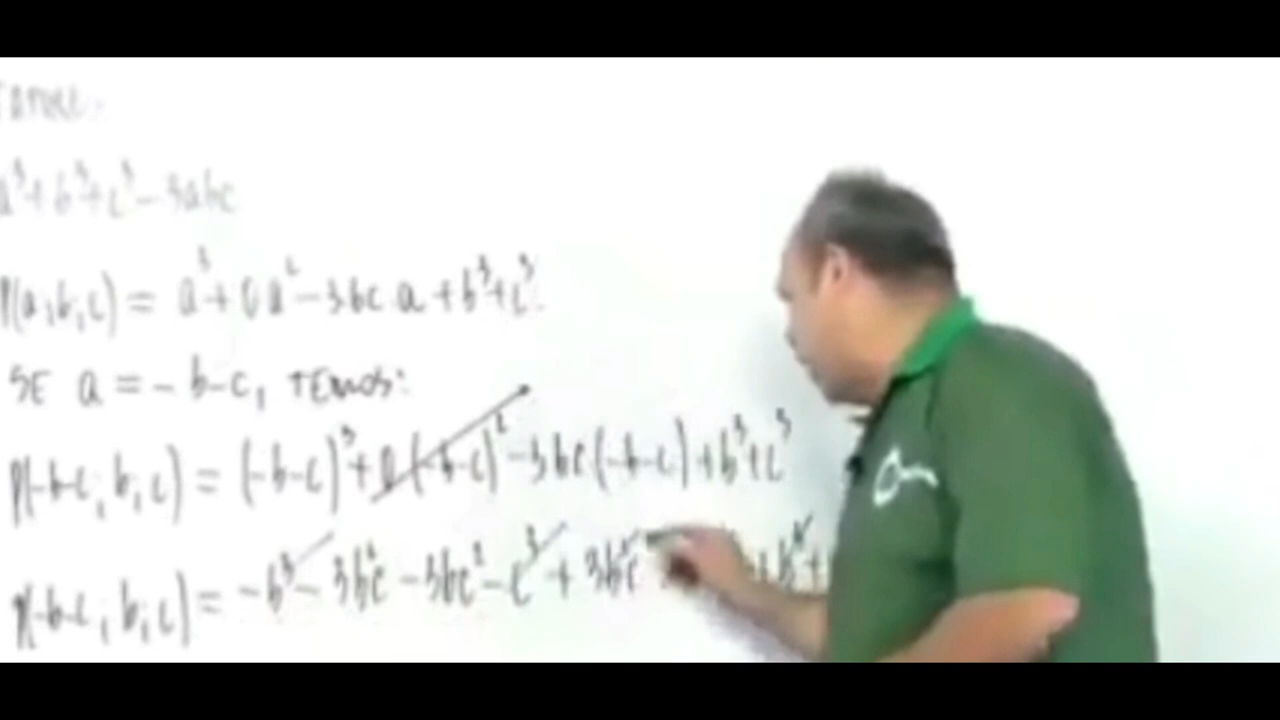 a³+b³+c³-3abc
P(a,b,c) = a³+0a²-3bc a+b³+c³
SE a = -b-c, TEMOS:
P(-b-c, b, c) = (-b-c)³+0(-b-c)²-3bc(-b-c)+b³+c³
P(-b-c, b, c) = -b³-3b²c-3bc²-c³+3b²c +b³+